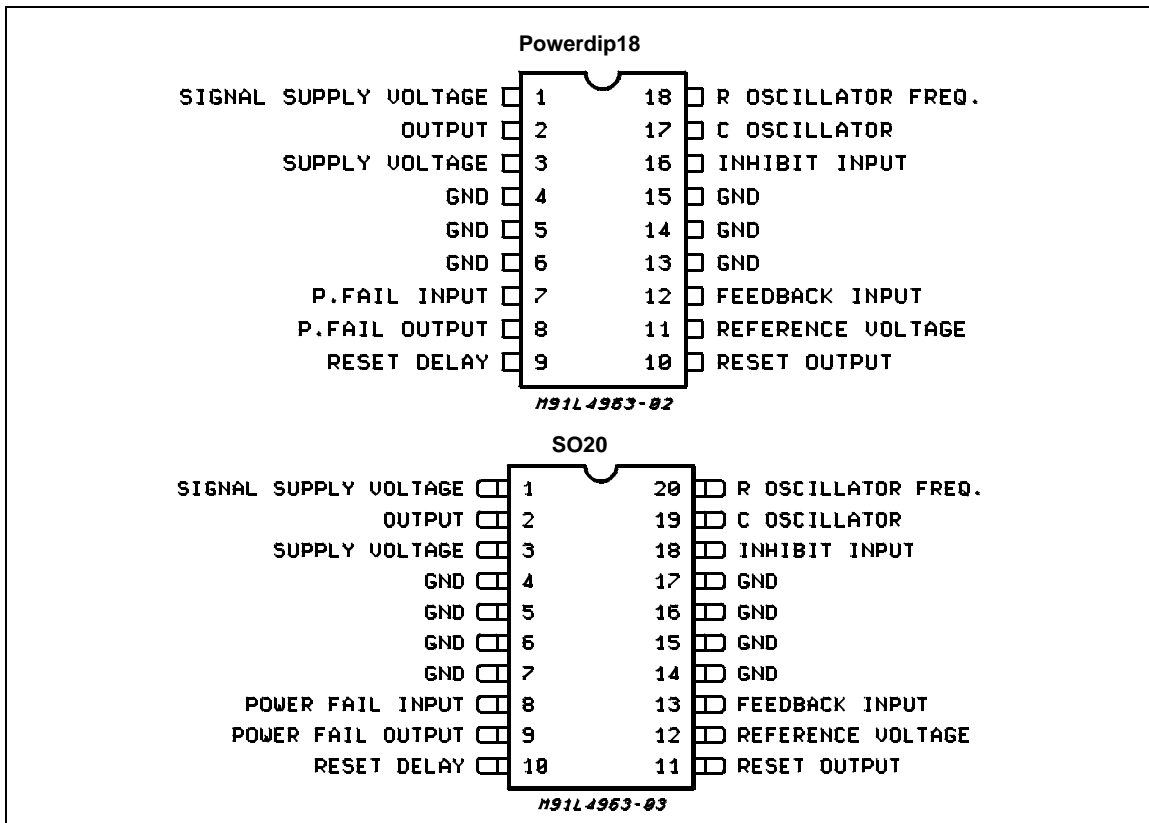 Powerdip18
SIGNAL SUPPLY VOLTAGE 1 18 R OSCILLATOR FREQ.
OUTPUT 2 17 C OSCILLATOR
SUPPLY VOLTAGE 3 16 INHIBIT INPUT
GND 4 15 GND
GND 5 14 GND
GND 6 13 GND
P.FAIL INPUT 7 12 FEEDBACK INPUT
P.FAIL OUTPUT 8 11 REFERENCE VOLTAGE
RESET DELAY 9 10 RESET OUTPUT
M91L4963-02
SO20
SIGNAL SUPPLY VOLTAGE 1 20 R OSCILLATOR FREQ.
OUTPUT 2 19 C OSCILLATOR
SUPPLY VOLTAGE 3 18 INHIBIT INPUT
GND 4 17 GND
GND 5 16 GND
GND 6 15 GND
GND 7 14 GND
POWER FAIL INPUT 8 13 FEEDBACK INPUT
POWER FAIL OUTPUT 9 12 REFERENCE VOLTAGE
RESET DELAY 10 11 RESET OUTPUT
M91L4963-03